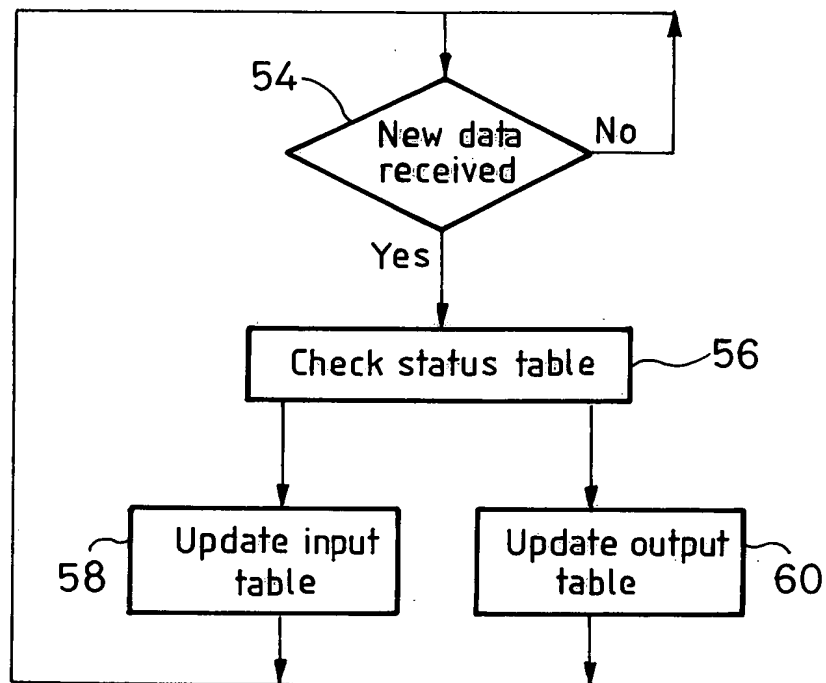 54
New data
received
No
Yes
Check status table
56
Update input
table
58
Update output
table
60